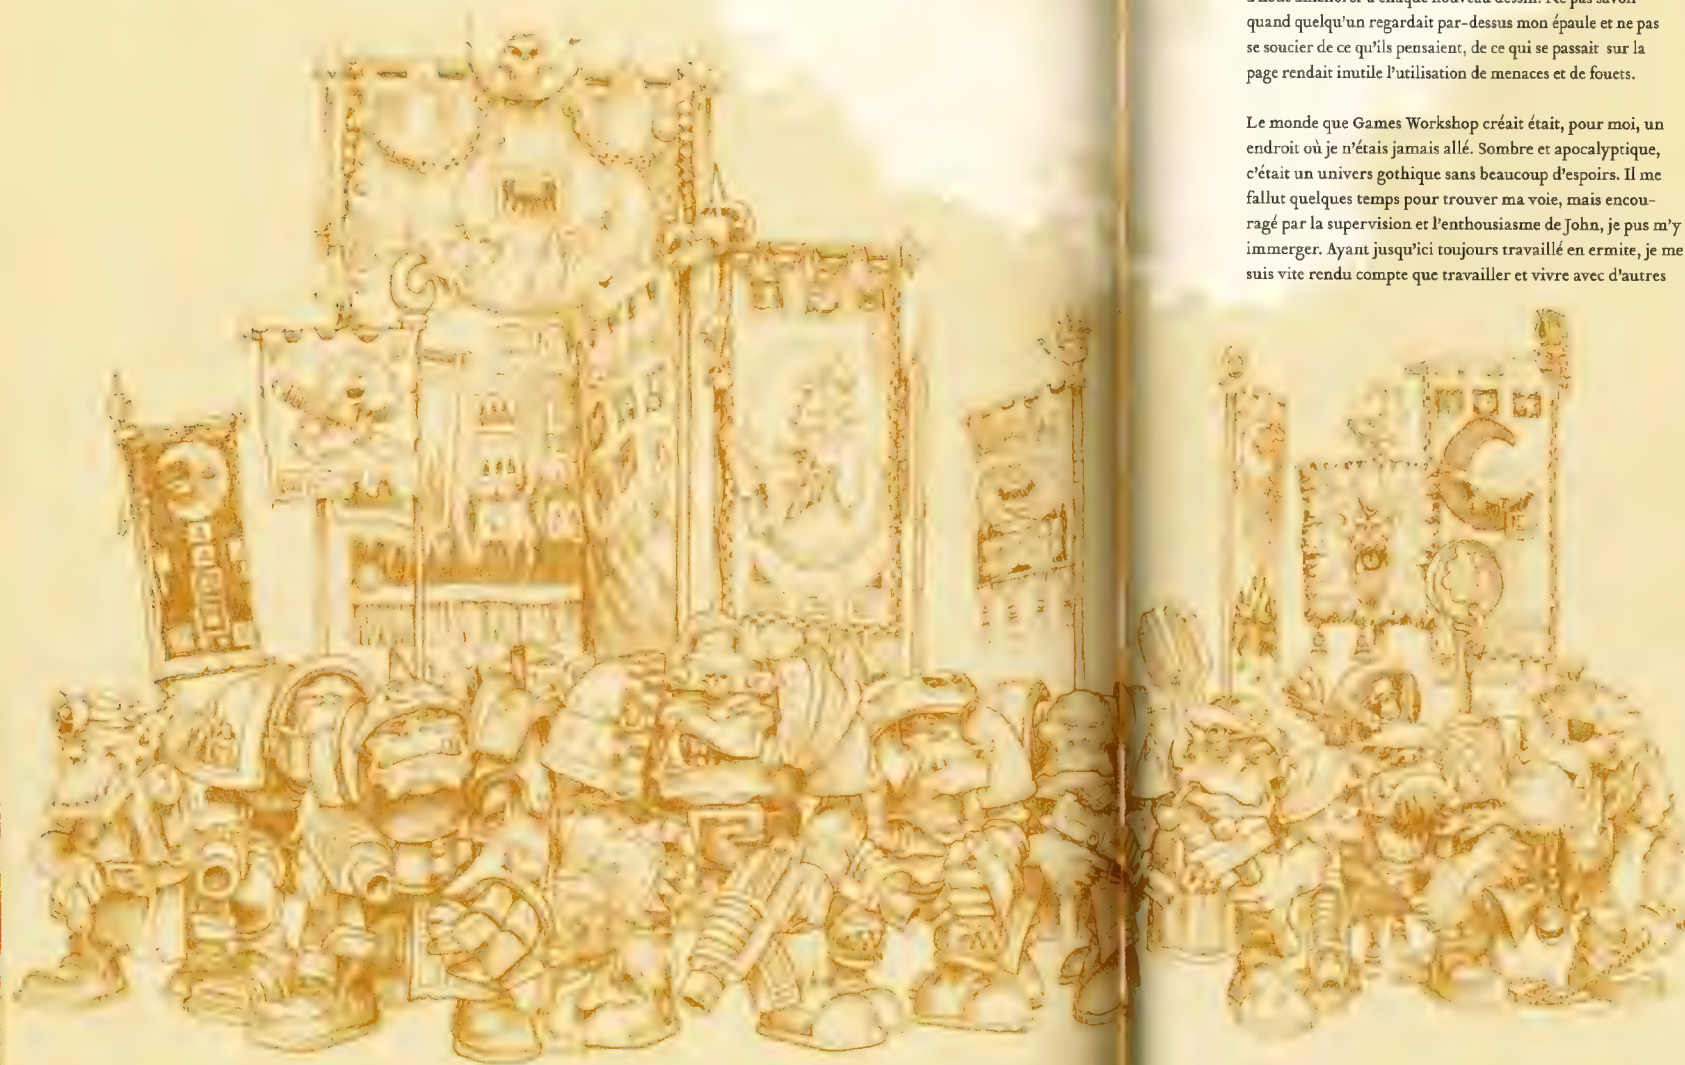 quand quelqu'un regardait par-dessus mon épaule et ne pas
se soucier de ce qu'ils pensaient, de ce qui se passait sur la
page rendait inutile l'utilisation de menaces et de fouets.
Le monde que Games Workshop créait était, pour moi, un
endroit où je n'étais jamais allé. Sombre et apocalyptique,
c'était un univers gothique sans beaucoup d'espoirs. Il me
fallut quelques temps pour trouver ma voie, mais encou-
ragé par la supervision et l'enthousiasme de John, je pus m'y
immerger. Ayant jusqu'ici toujours travaillé en ermite, je me
suis vite rendu compte que travailler et vivre avec d'autres